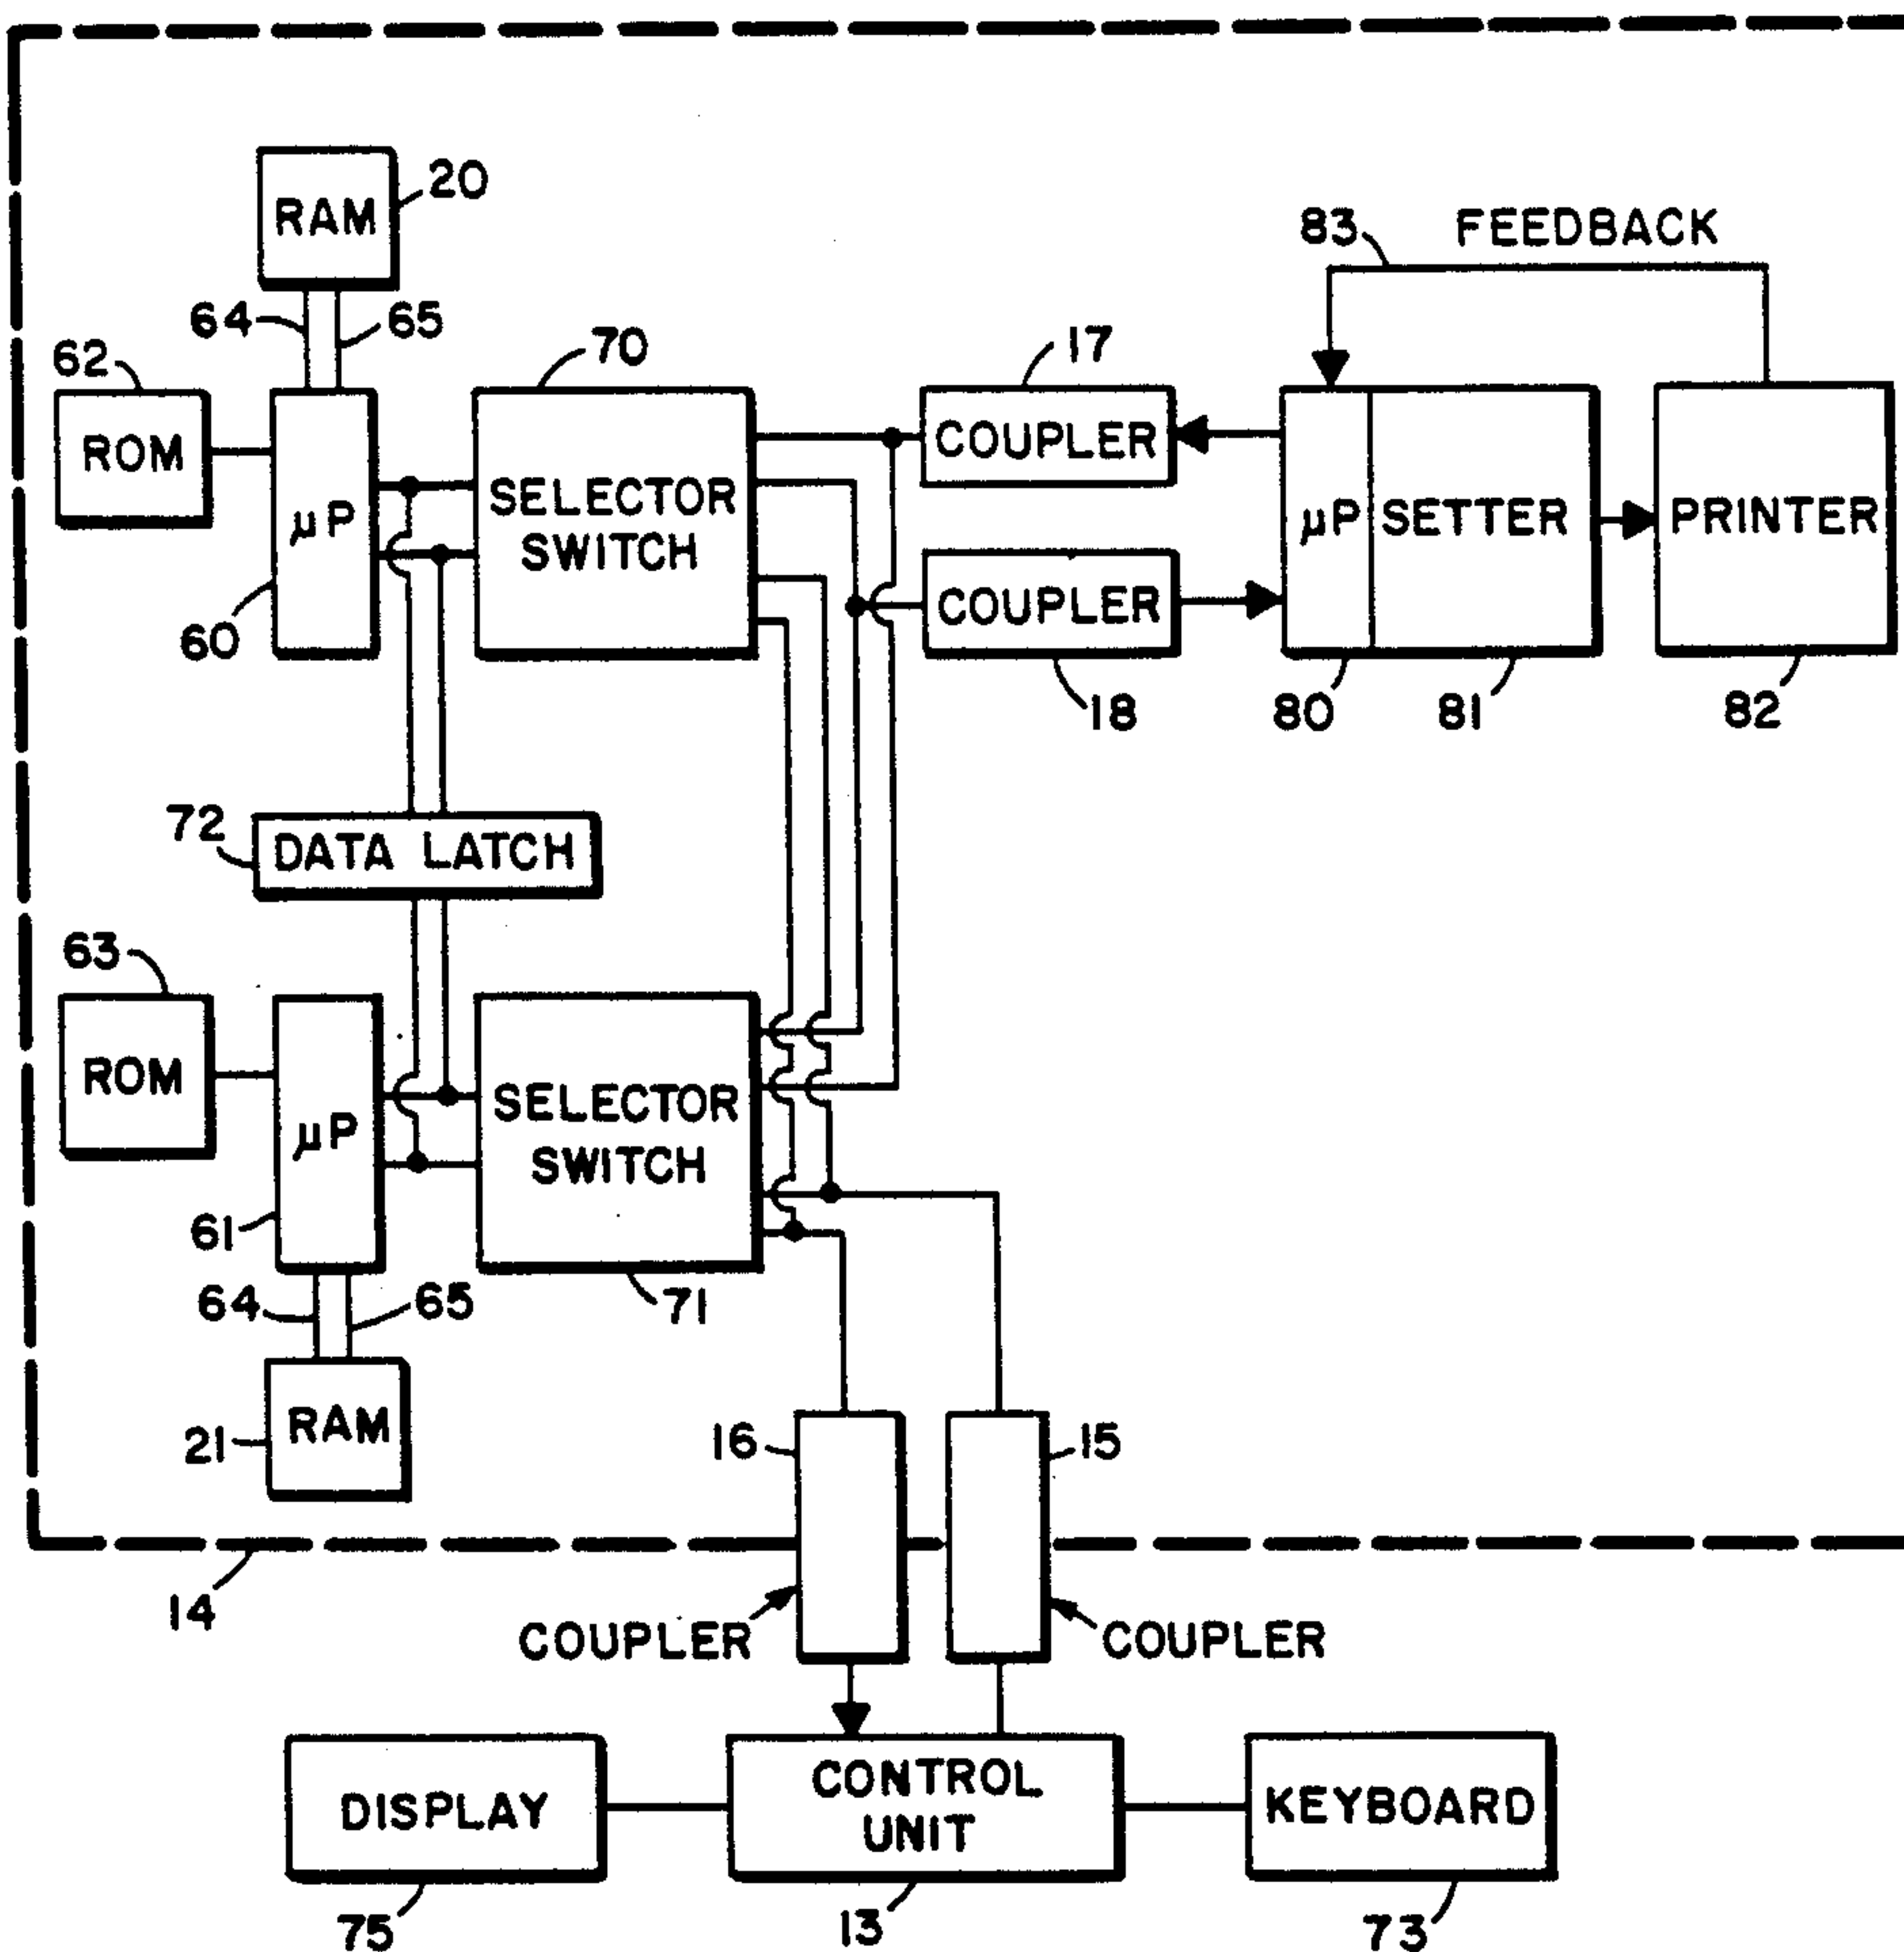 RAM
20
83
FEEDBACK
64
65
62
70
17
ROM
µP
SELECTOR
SWITCH
COUPLER
µP
SETTER
PRINTER
COUPLER
60
18
80
81
82
72
DATA LATCH
63
ROM
µP
SELECTOR
SWITCH
61
64
65
71
RAM
21
16
15
14
COUPLER
COUPLER
DISPLAY
CONTROL
UNIT
KEYBOARD
75
13
73